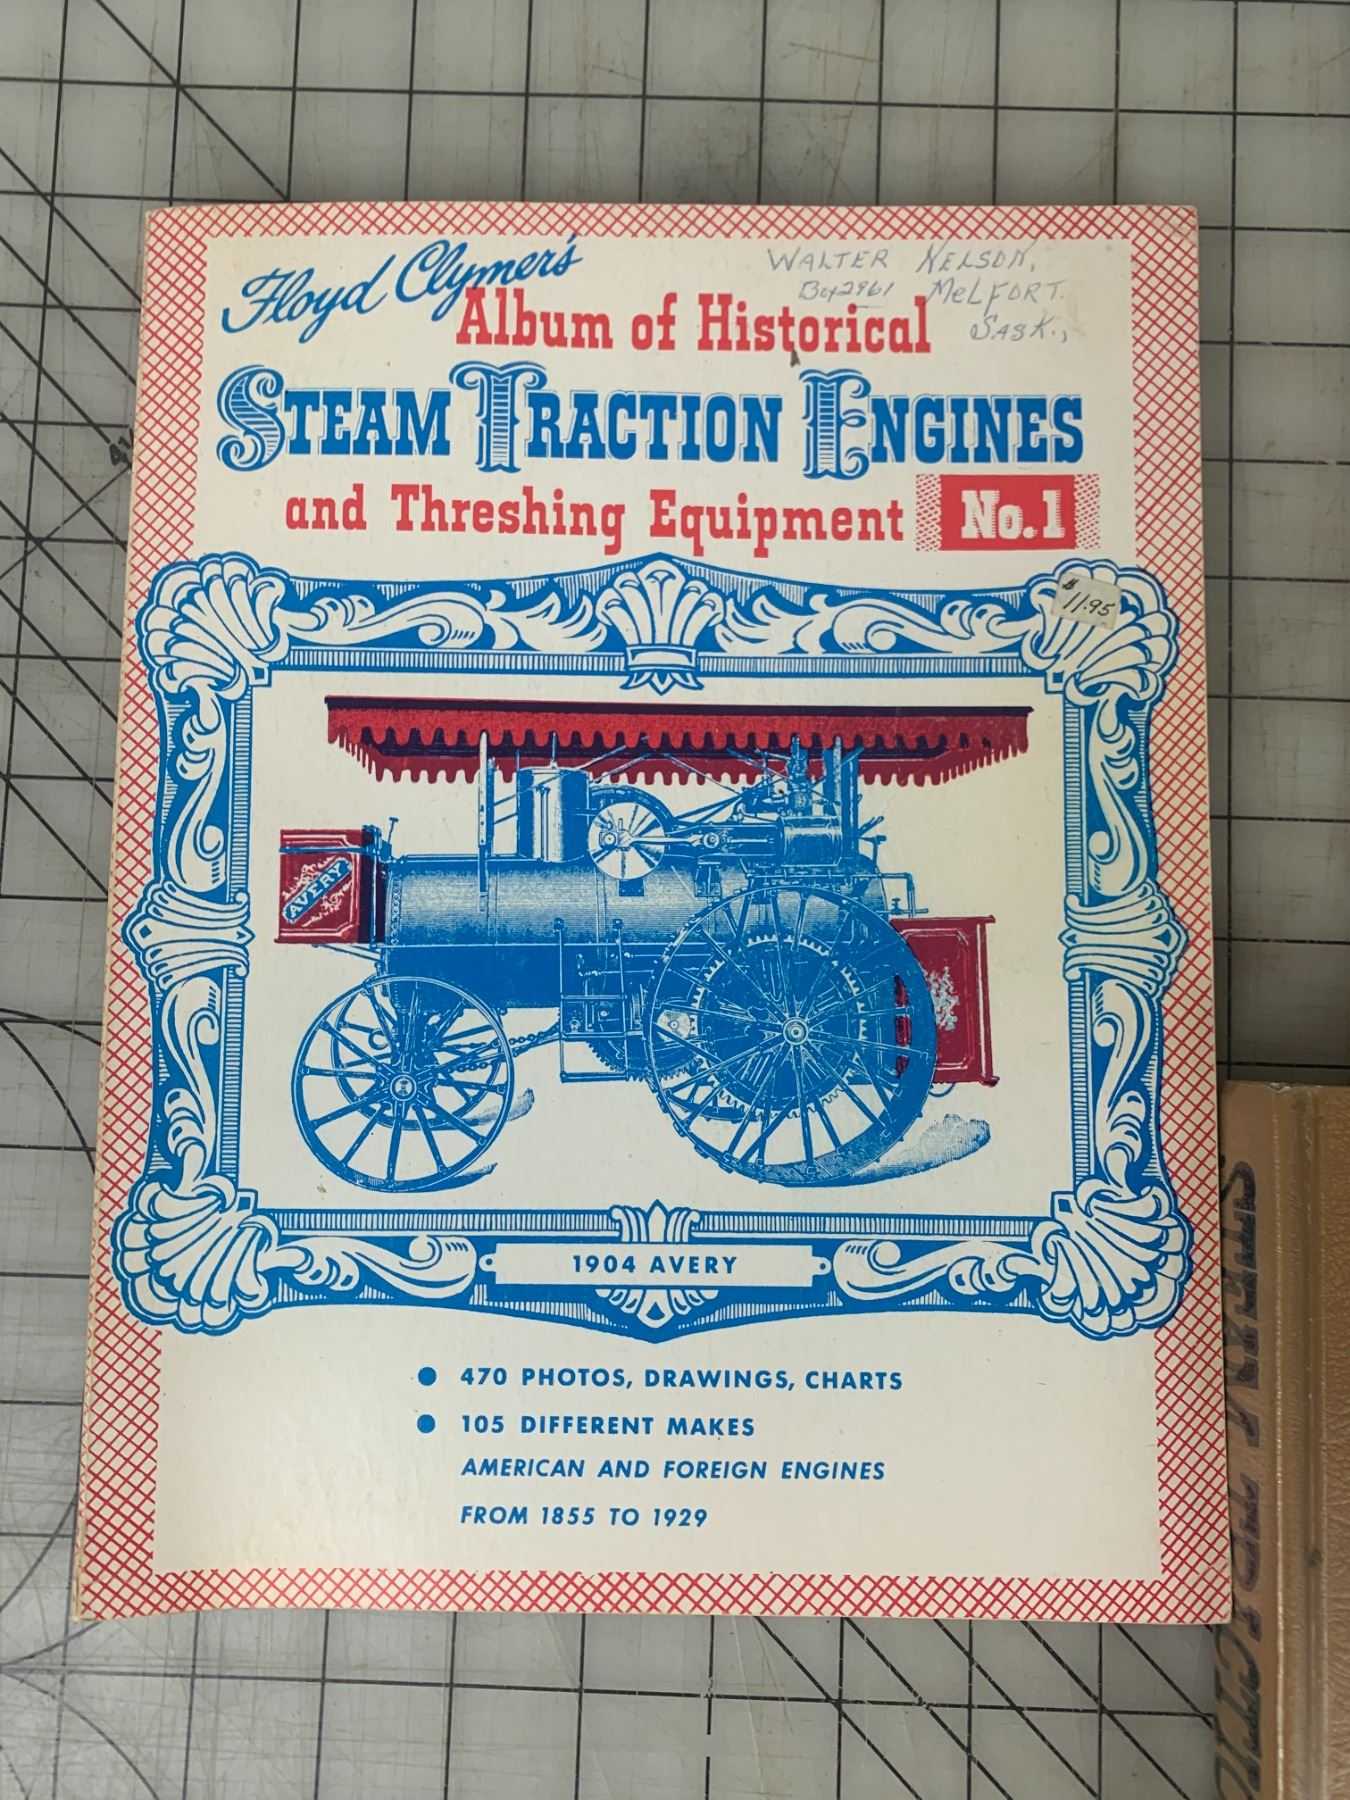 Floyd Clymer's
WALTER NELSON,
Box 2961 MELFORT.
SASK.,
Album of Historical
STEAM TRACTION ENGINES
and Threshing Equipment No. 1
$11.95
AVERY
1904 AVERY
● 470 PHOTOS, DRAWINGS, CHARTS
● 105 DIFFERENT MAKES
AMERICAN AND FOREIGN ENGINES
FROM 1855 TO 1929